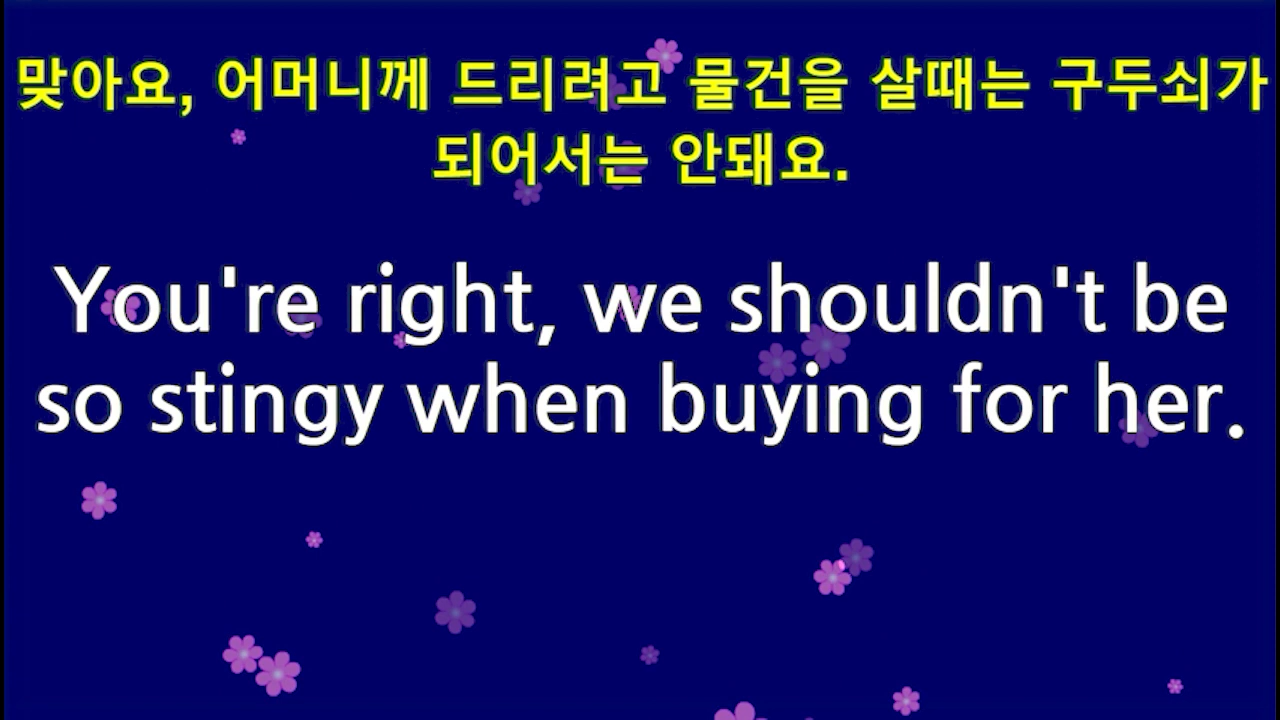 맞아요, 어머니께 드리려고 물건을 살때는 구두쇠가
되어서는 안돼요.
You're right, we shouldn't be
so stingy when buying for her.